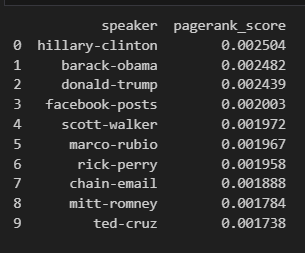 speaker pagerank_score
0 hillary-clinton 0.002504
1 barack-obama 0.002482
2 donald-trump 0.002439
3 facebook-posts 0.002003
4 scott-walker 0.001972
5 marco-rubio 0.001967
6 rick-perry 0.001958
7 chain-email 0.001888
8 mitt-romney 0.001784
9 ted-cruz 0.001738